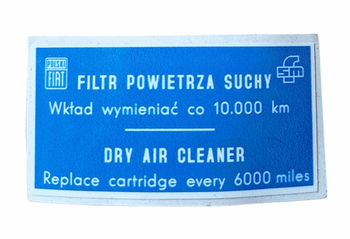 POLSKI
FIAT
fsm
FILTR POWIETRZA SUCHY
Wkład wymieniać co 10.000 km
DRY AIR CLEANER
Replace cartridge every 6000 miles